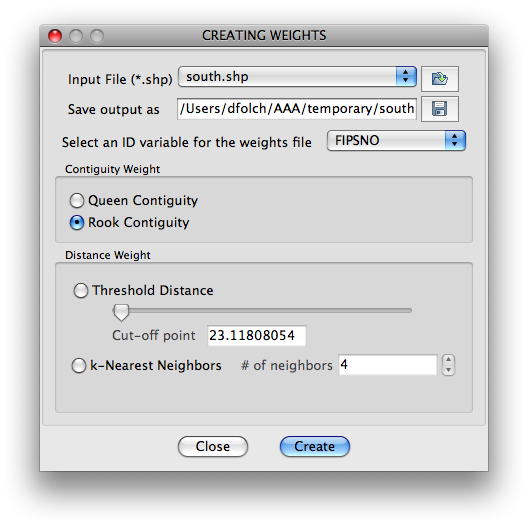 CREATING WEIGHTS
Input File (*.shp) south.shp
Save output as /Users/dfolch/AAA/temporary/south
Select an ID variable for the weights file FIPSNO
Contiguity Weight
Queen Contiguity
Rook Contiguity
Distance Weight
Threshold Distance
Cut-off point 23.11808054
k-Nearest Neighbors # of neighbors 4
Close Create